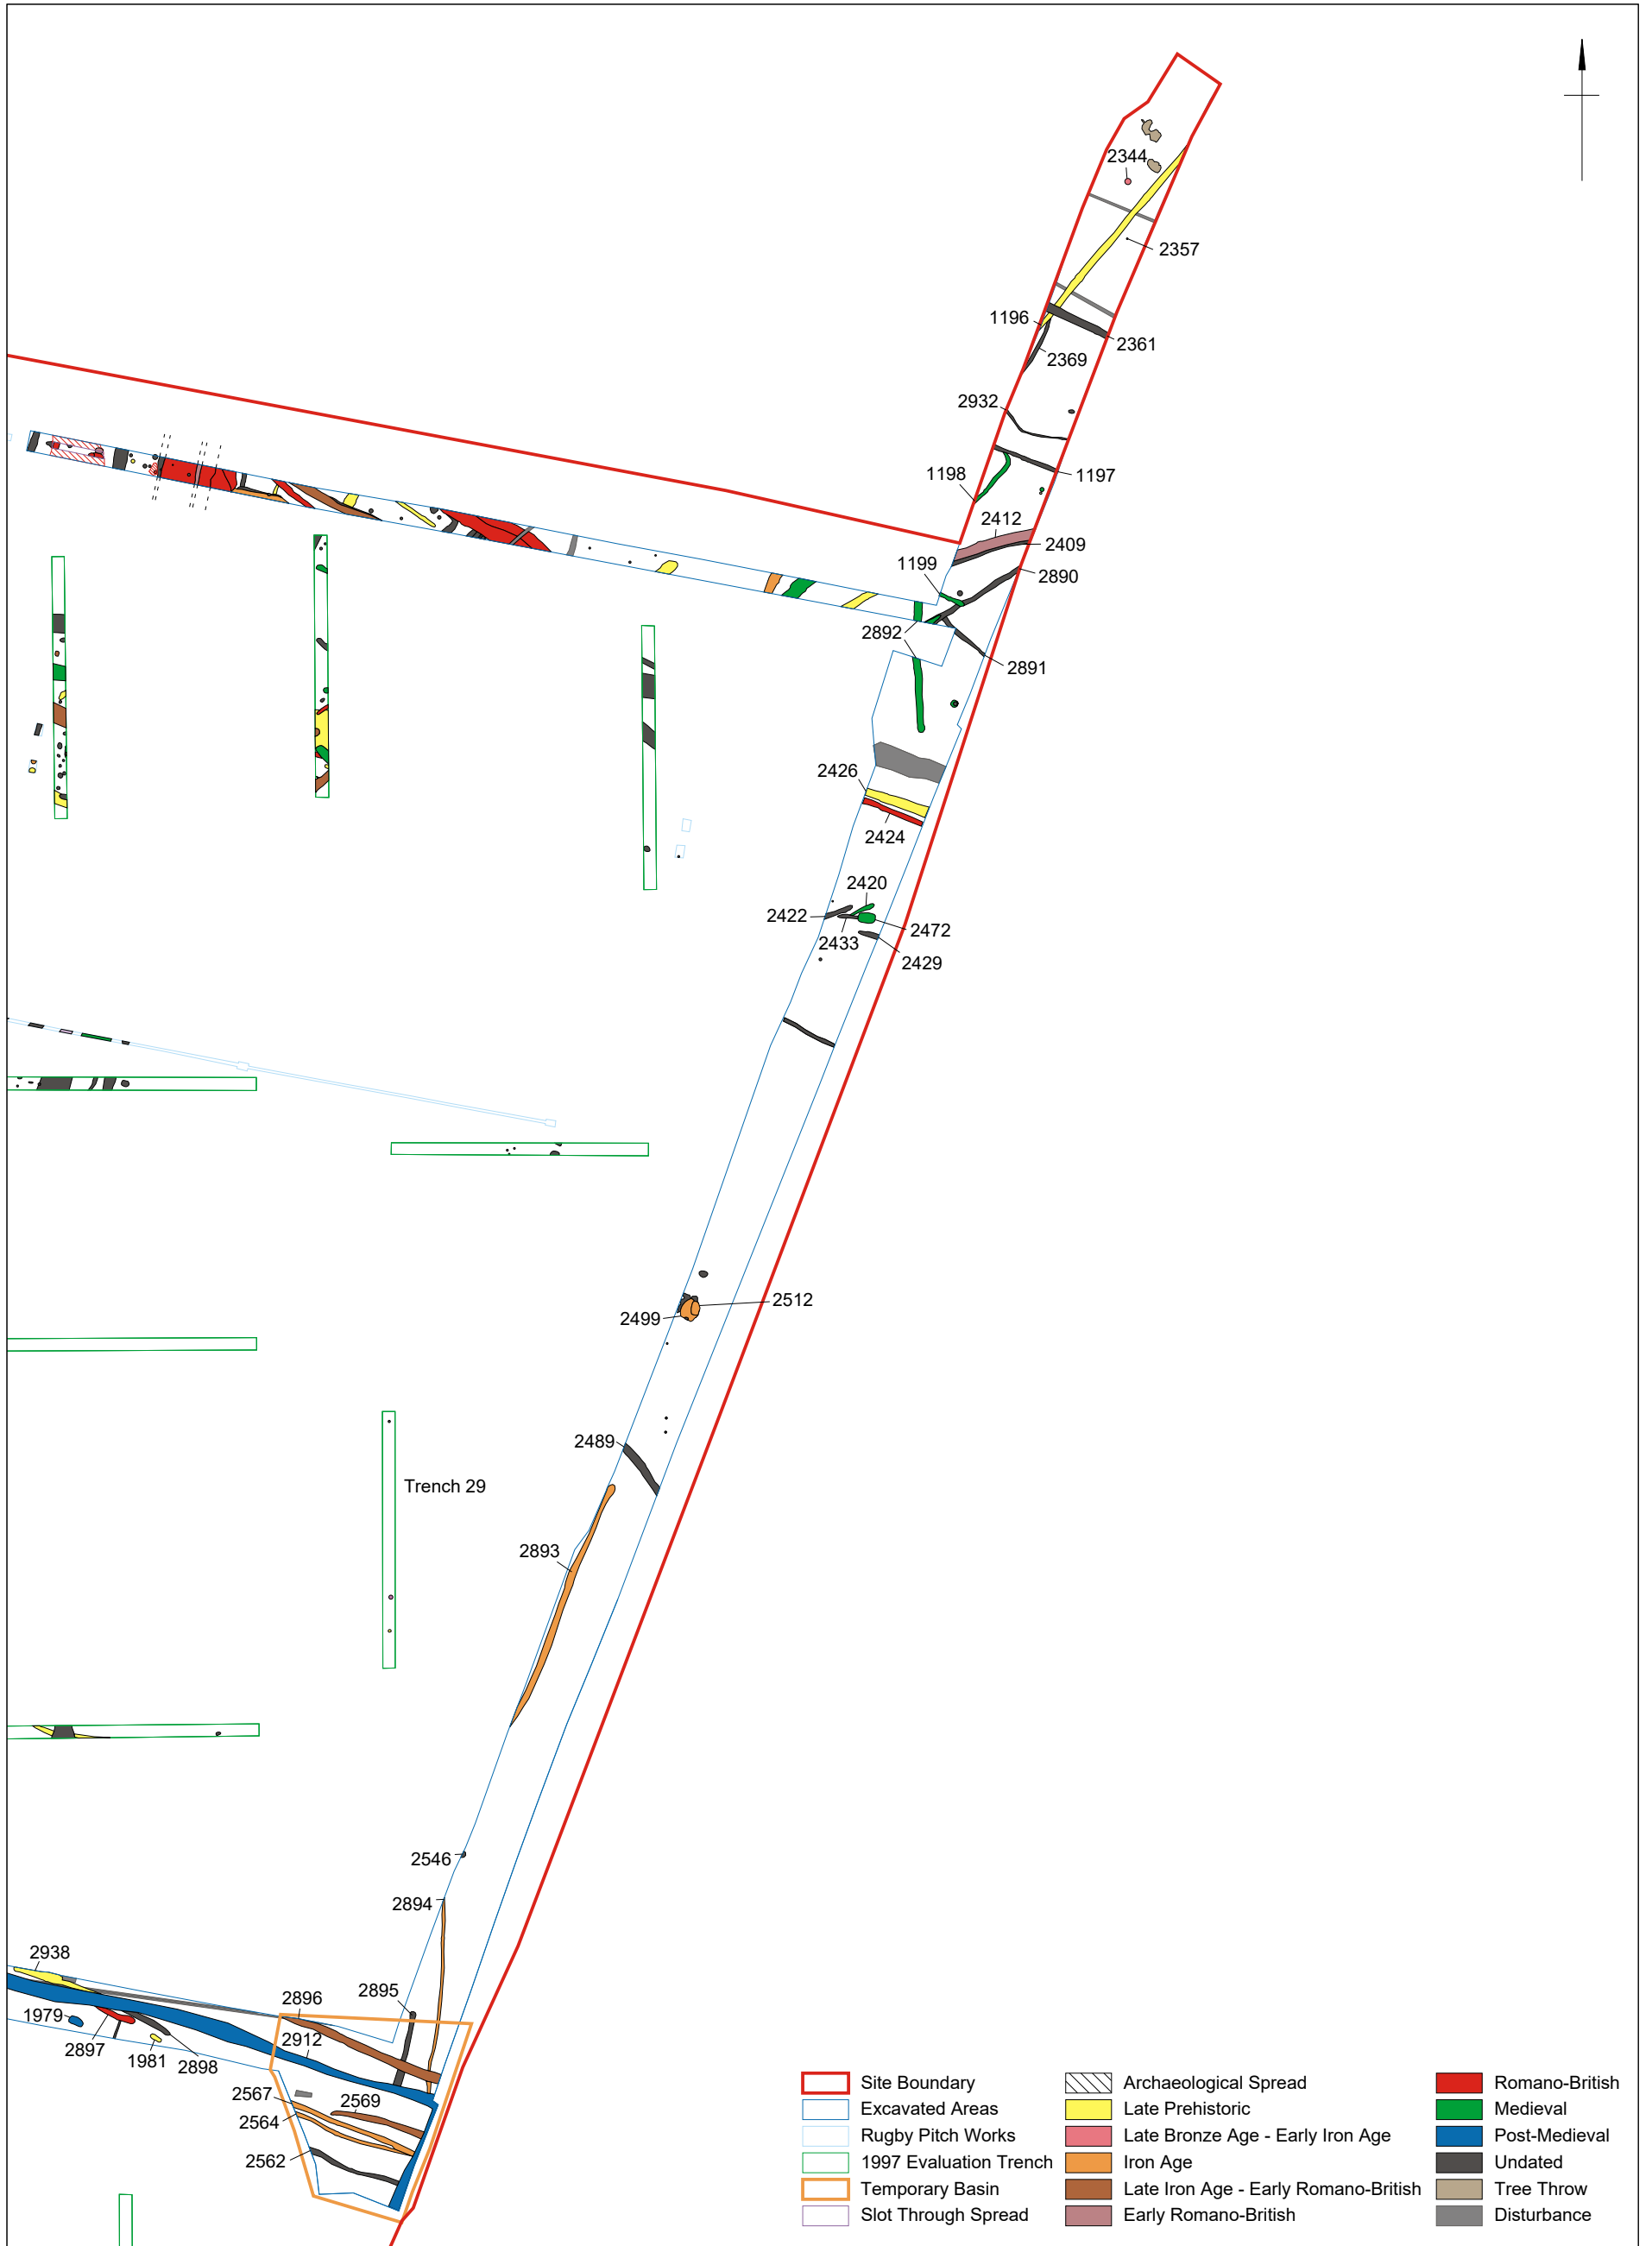 2344
2357
1196
2361
2369
2932
1198
1197
2412
2409
1199
2890
2892
2891
2426
2424
2420
2422
2472
2433
2429
2512
2499
2489
Trench 29
2893
2546
2894
2938
2895
2896
1979
2912
2897
1981
2898
2567
2569
2564
2562
Site Boundary
Excavated Areas
Rugby Pitch Works
1997 Evaluation Trench
Temporary Basin
Slot Through Spread
Archaeological Spread
Late Prehistoric
Late Bronze Age - Early Iron Age
Iron Age
Late Iron Age - Early Romano-British
Early Romano-British
Romano-British
Medieval
Post-Medieval
Undated
Tree Throw
Disturbance